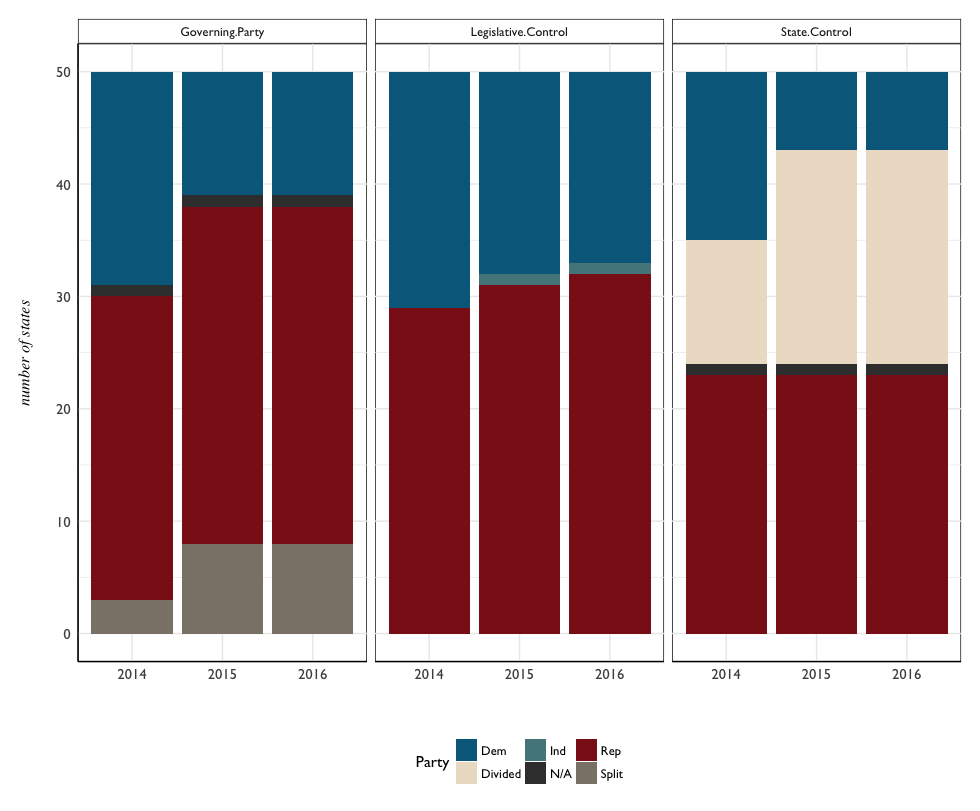 Governing.Party Legislative.Control State.Control
50
40
30
20
10
0
number of states
2014 2015 2016 2014 2015 2016 2014 2015 2016
Party Dem Ind Rep
Divided N/A Split